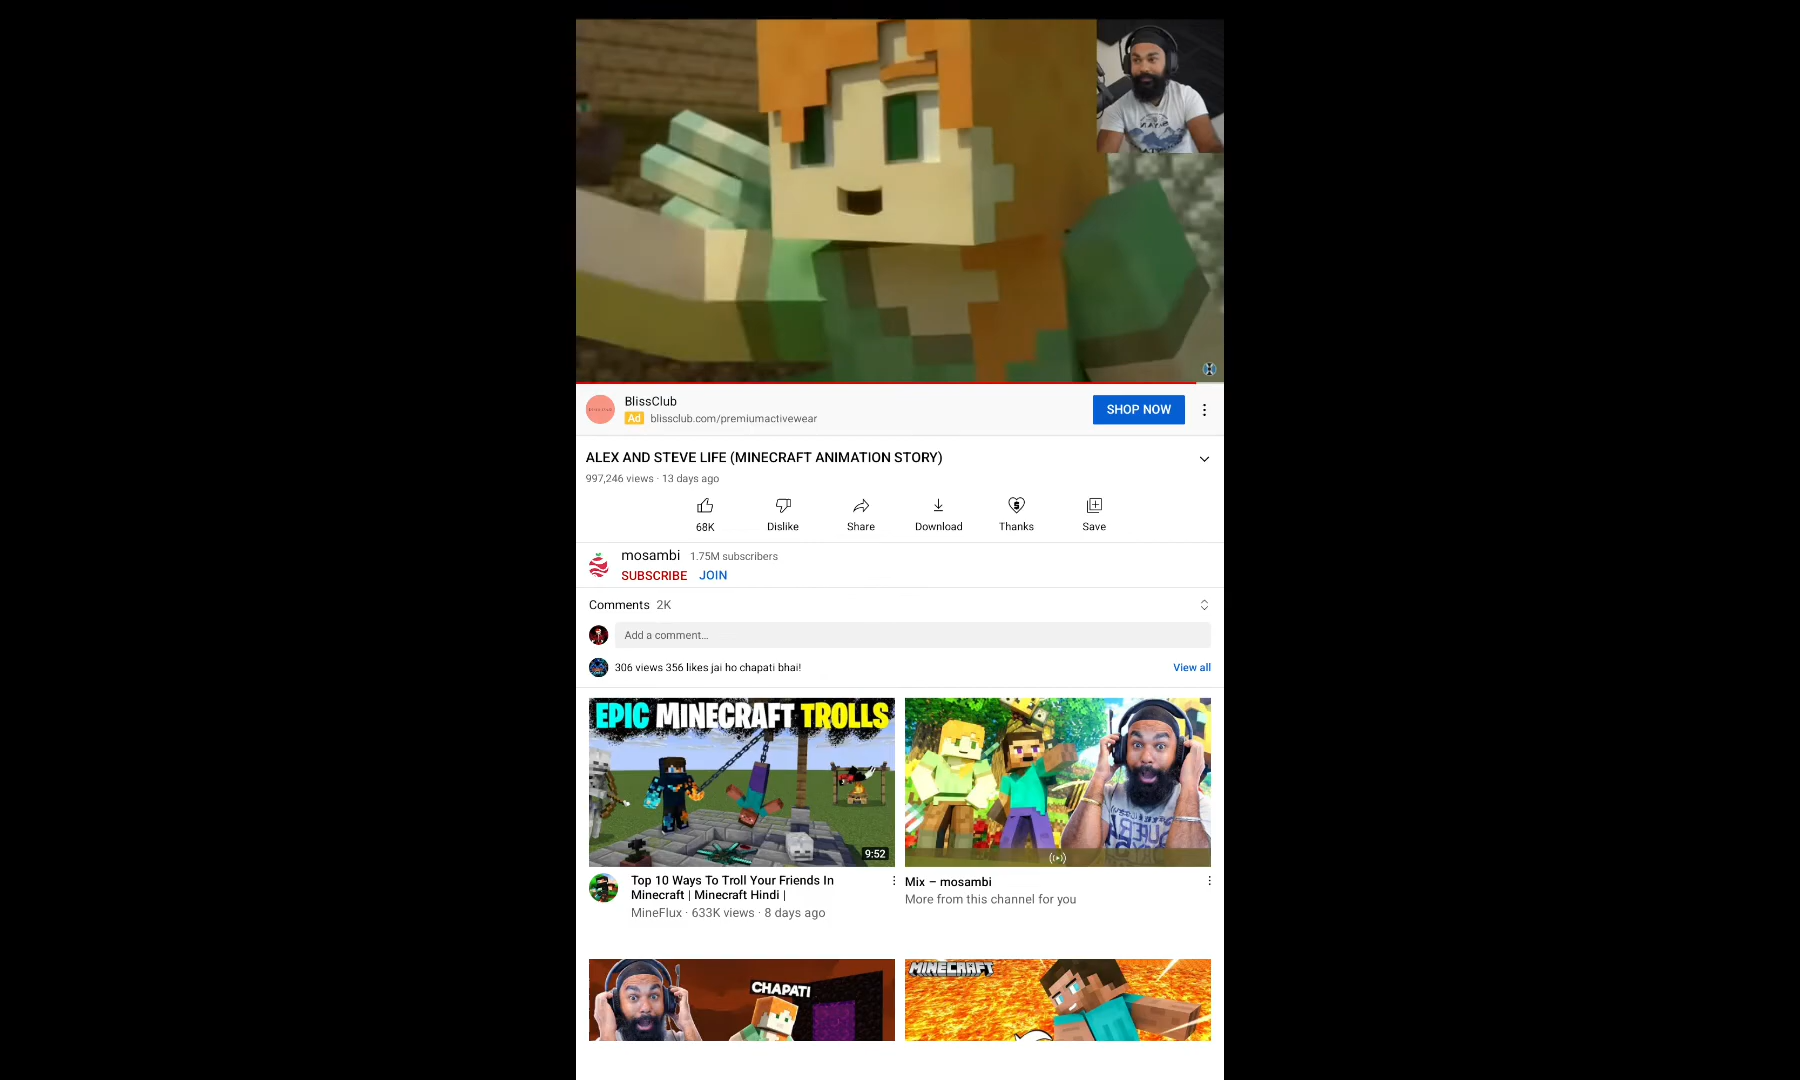 BlissClub
Ad blissclub.com/premiumactivewear
SHOP NOW
ALEX AND STEVE LIFE (MINECRAFT ANIMATION STORY)
997,246 views · 13 days ago
68K
Dislike
Share
Download
Thanks
Save
mosambi 1.75M subscribers
SUBSCRIBE JOIN
Comments 2K
Add a comment...
306 views 356 likes jai ho chapati bhai!
View all
EPIC MINECRAFT TROLLS
9:52
Top 10 Ways To Troll Your Friends In
Minecraft | Minecraft Hindi |
MineFlux · 633K views · 8 days ago
Mix – mosambi
More from this channel for you
CHAPATI
MINECRAFT